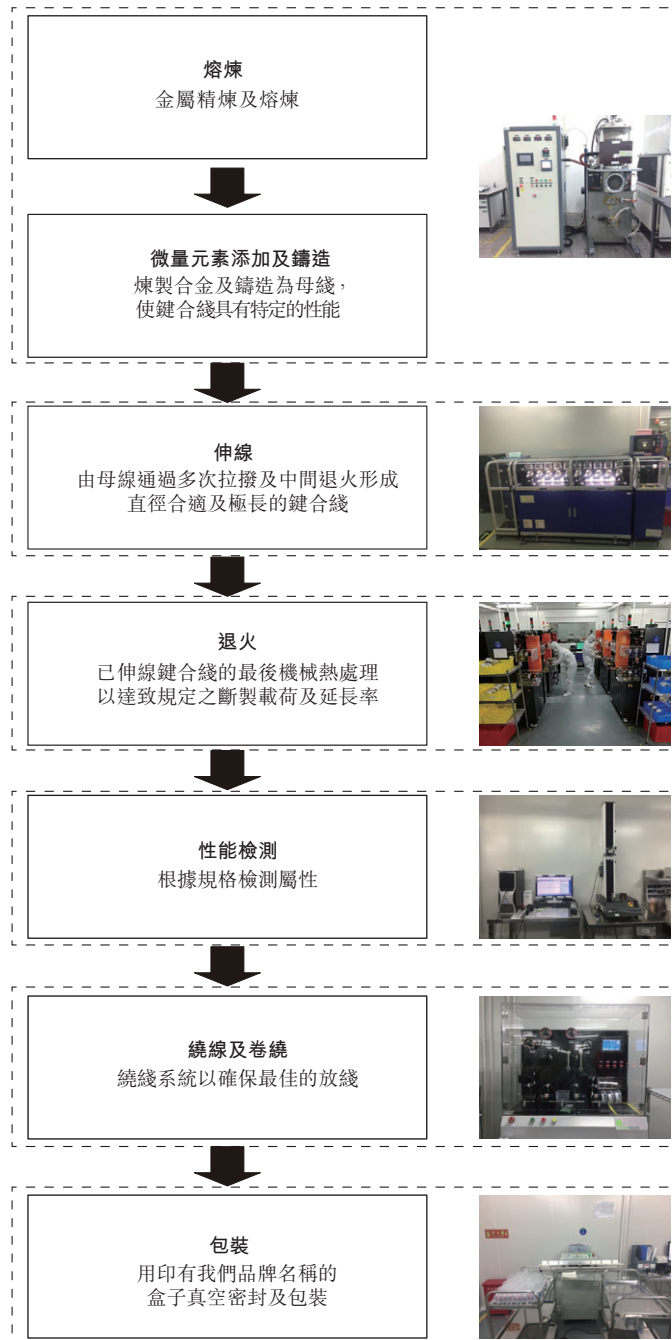 熔煉
金屬精煉及熔煉
微量元素添加及鑄造
煉製合金及鑄造為母綫，
使鍵合綫具有特定的性能
伸線
由母線通過多次拉撥及中間退火形成
直徑合適及極長的鍵合綫
退火
已伸線鍵合綫的最後機械熱處理
以達致規定之斷製載荷及延長率
性能檢測
根據規格檢測屬性
繞線及卷繞
繞綫系統以確保最佳的放綫
包裝
用印有我們品牌名稱的
盒子真空密封及包裝